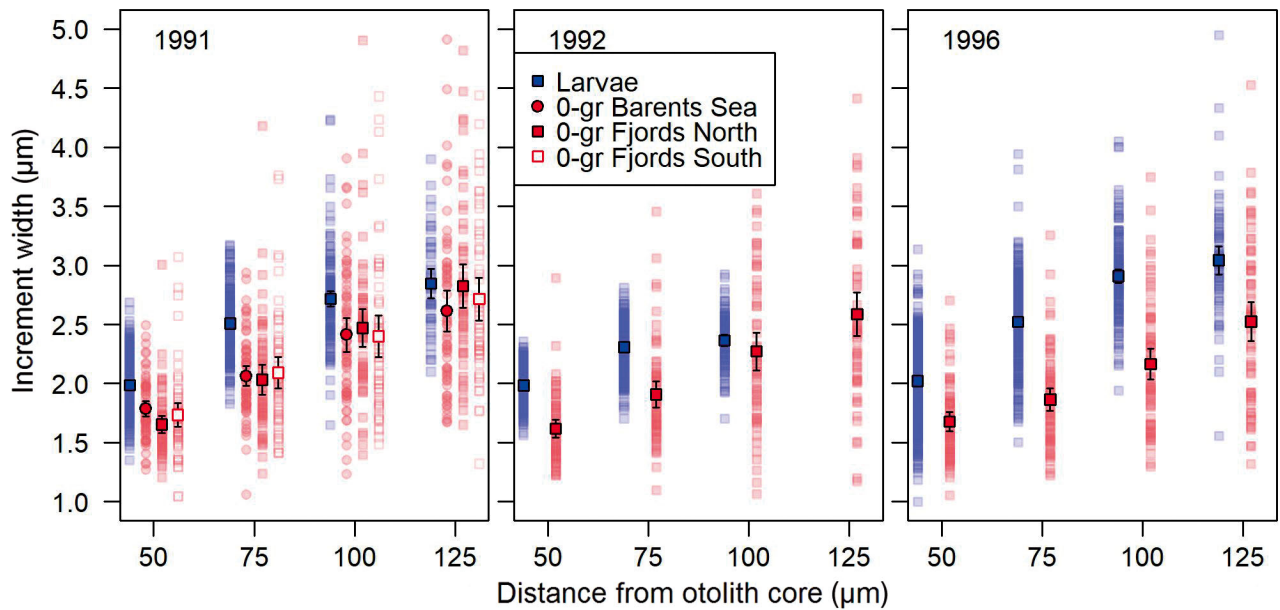 1991
1992
1996
Larvae
0-gr Barents Sea
0-gr Fjords North
0-gr Fjords South
Increment width (µm)
5.0
4.5
4.0
3.5
3.0
2.5
2.0
1.5
1.0
50 75 100 125
50 75 100 125
50 75 100 125
Distance from otolith core (µm)